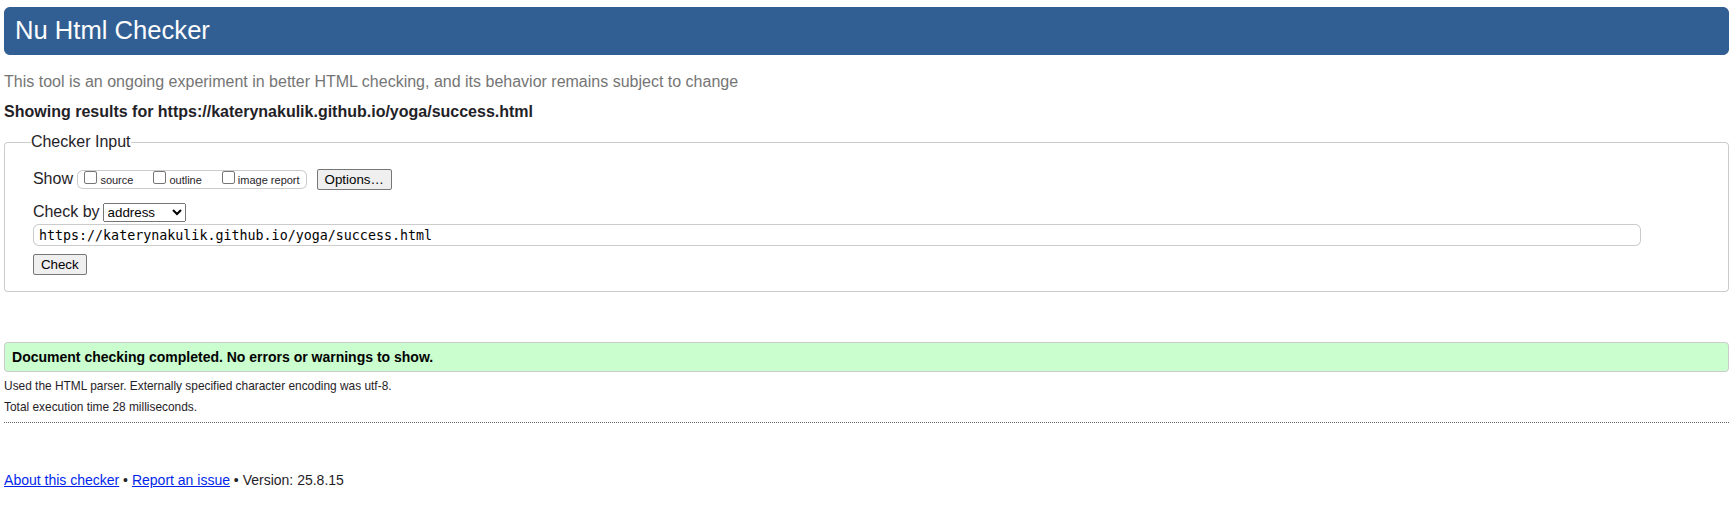 Nu Html Checker
This tool is an ongoing experiment in better HTML checking, and its behavior remains subject to change
Showing results for https://katerynakulik.github.io/yoga/success.html
Checker Input
Show source outline image report Options...
Check by address
https://katerynakulik.github.io/yoga/success.html
Check
Document checking completed. No errors or warnings to show.
Used the HTML parser. Externally specified character encoding was utf-8.
Total execution time 28 milliseconds.
About this checker • Report an issue • Version: 25.8.15